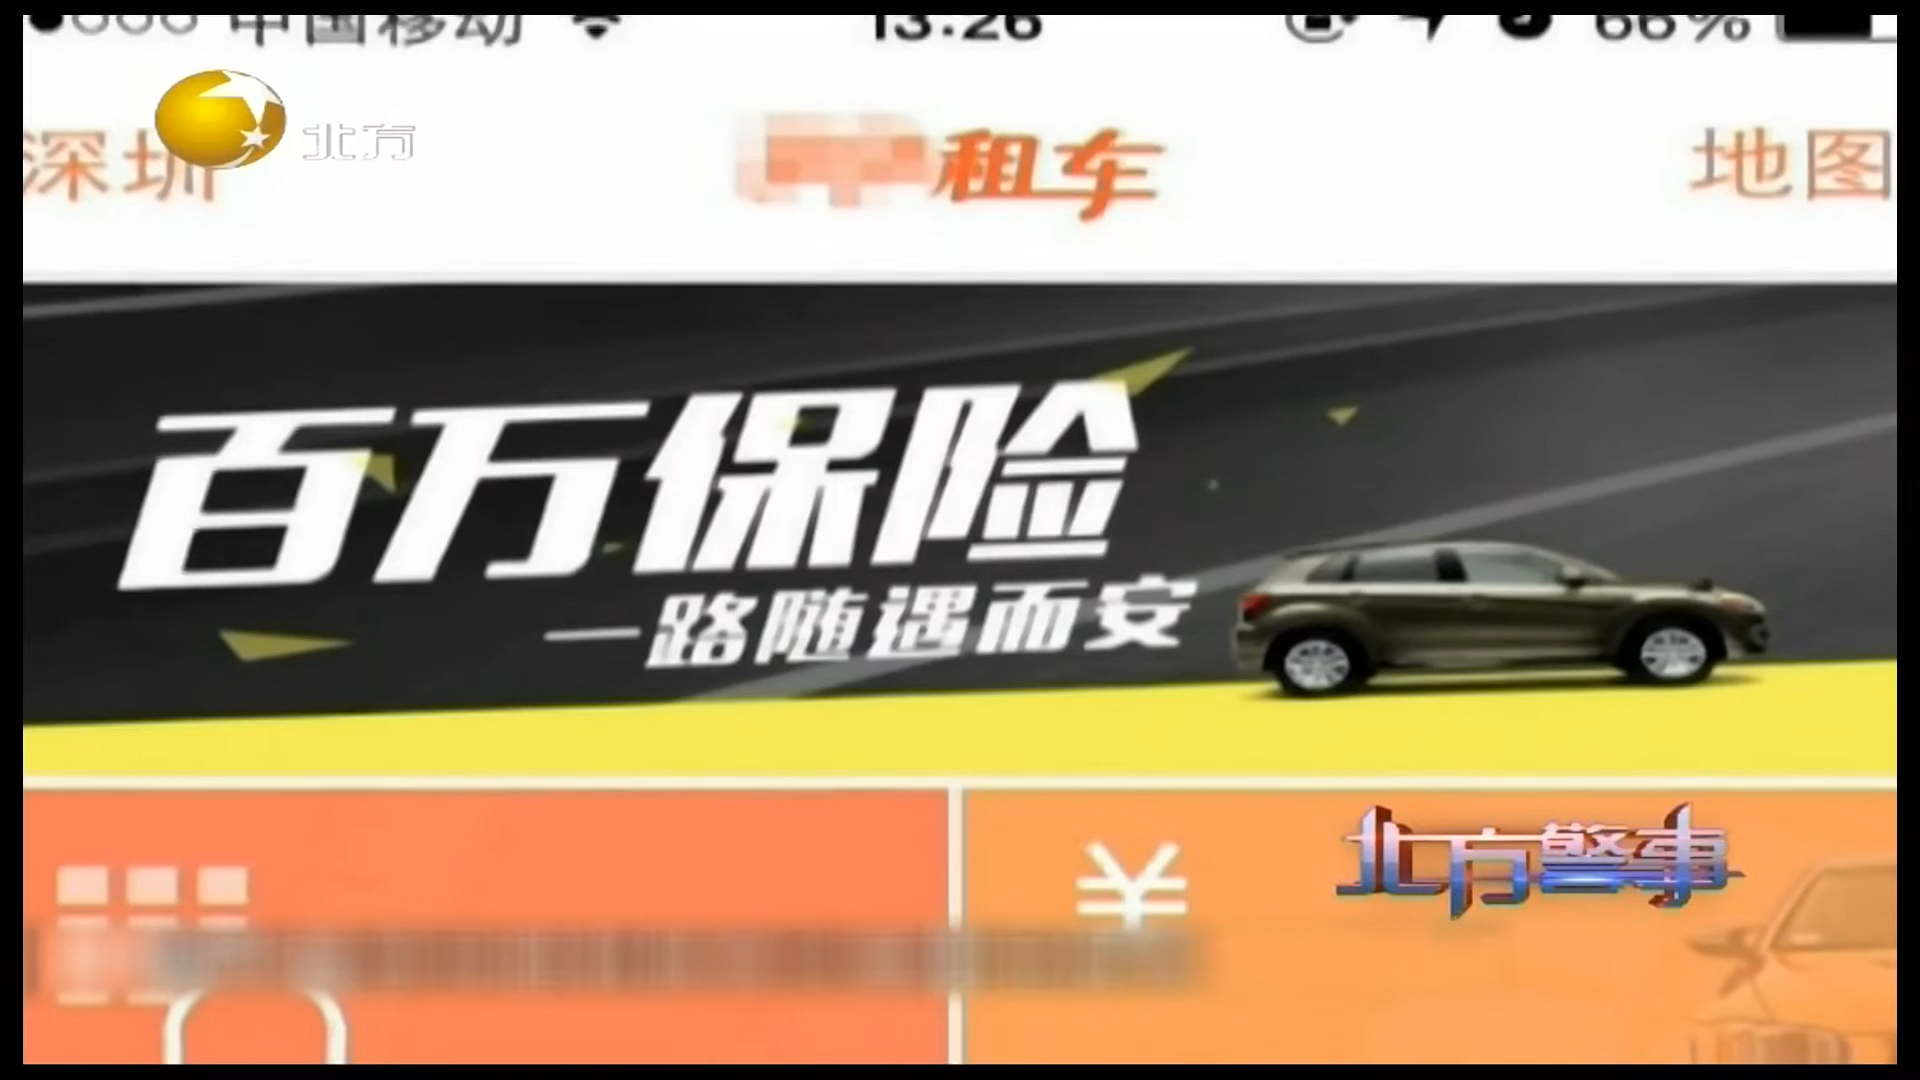 中国移动 13:26 66%
北方
深圳 租车 地图
百万保险
一路随遇而安
¥
北方警事